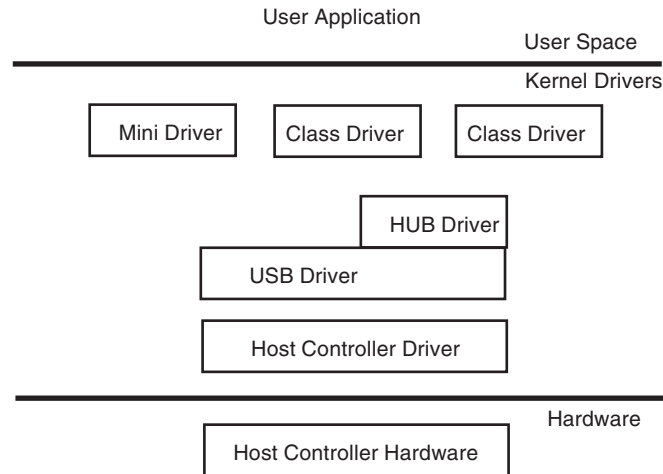 User Application
User Space
Kernel Drivers
Mini Driver
Class Driver
Class Driver
HUB Driver
USB Driver
Host Controller Driver
Hardware
Host Controller Hardware